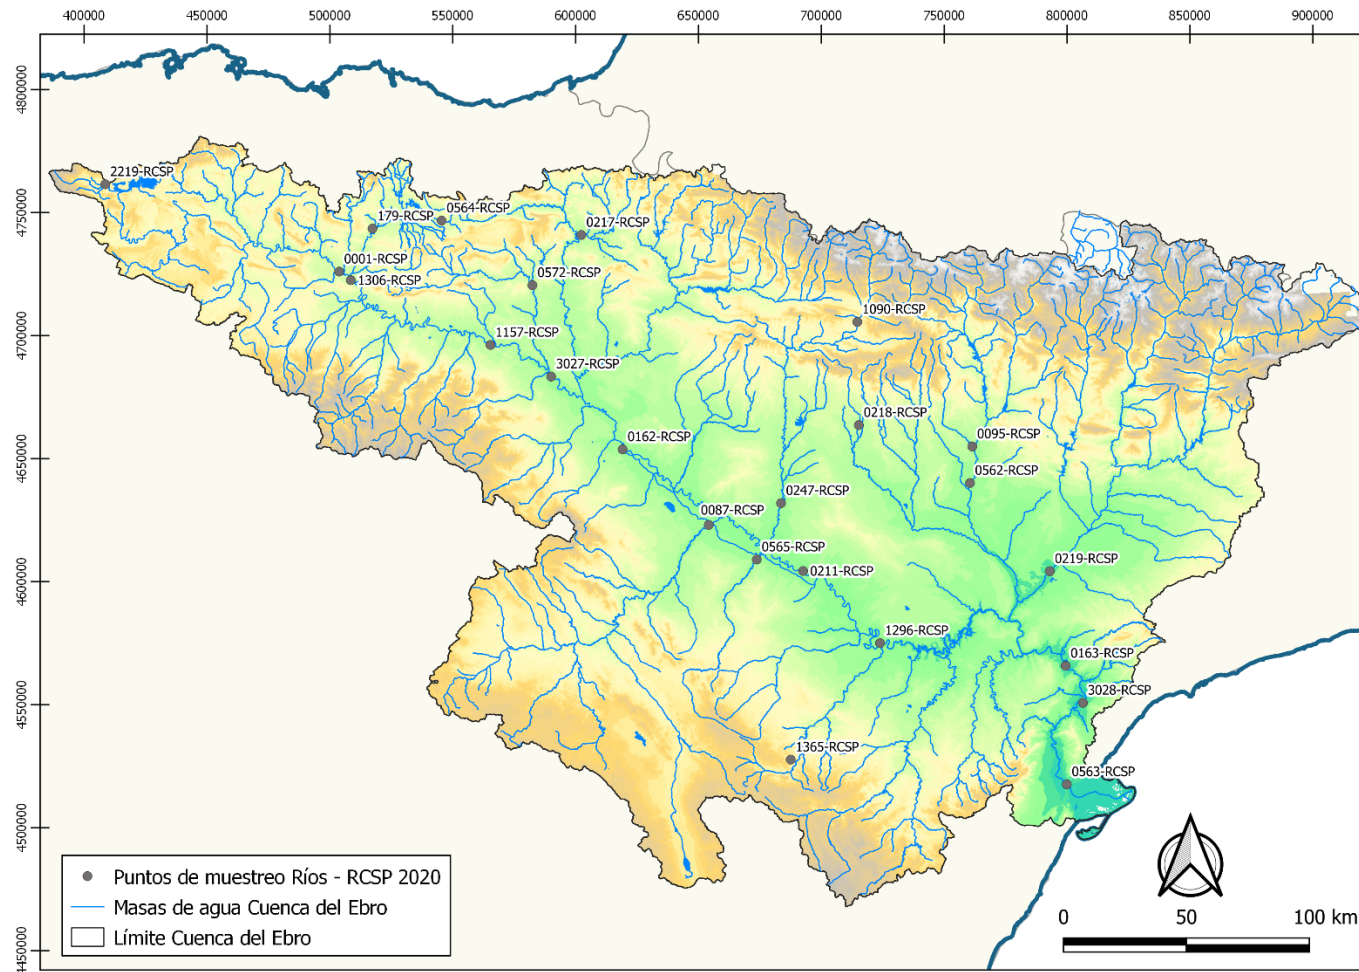 400000 450000 500000 550000 600000 650000 700000 750000 800000 850000 900000
4800000
4750000
4700000
4650000
4600000
4550000
4500000
4450000
2219-RCSP
179-RCSP
0564-RCSP
0217-RCSP
0001-RCSP
1306-RCSP
0572-RCSP
1090-RCSP
1157-RCSP
3027-RCSP
0218-RCSP
0162-RCSP
0095-RCSP
0562-RCSP
0247-RCSP
0087-RCSP
0565-RCSP
0211-RCSP
0219-RCSP
1296-RCSP
0163-RCSP
3028-RCSP
1365-RCSP
0563-RCSP
Puntos de muestreo Ríos - RCSP 2020
Masas de agua Cuenca del Ebro
Límite Cuenca del Ebro
0 50 100 km